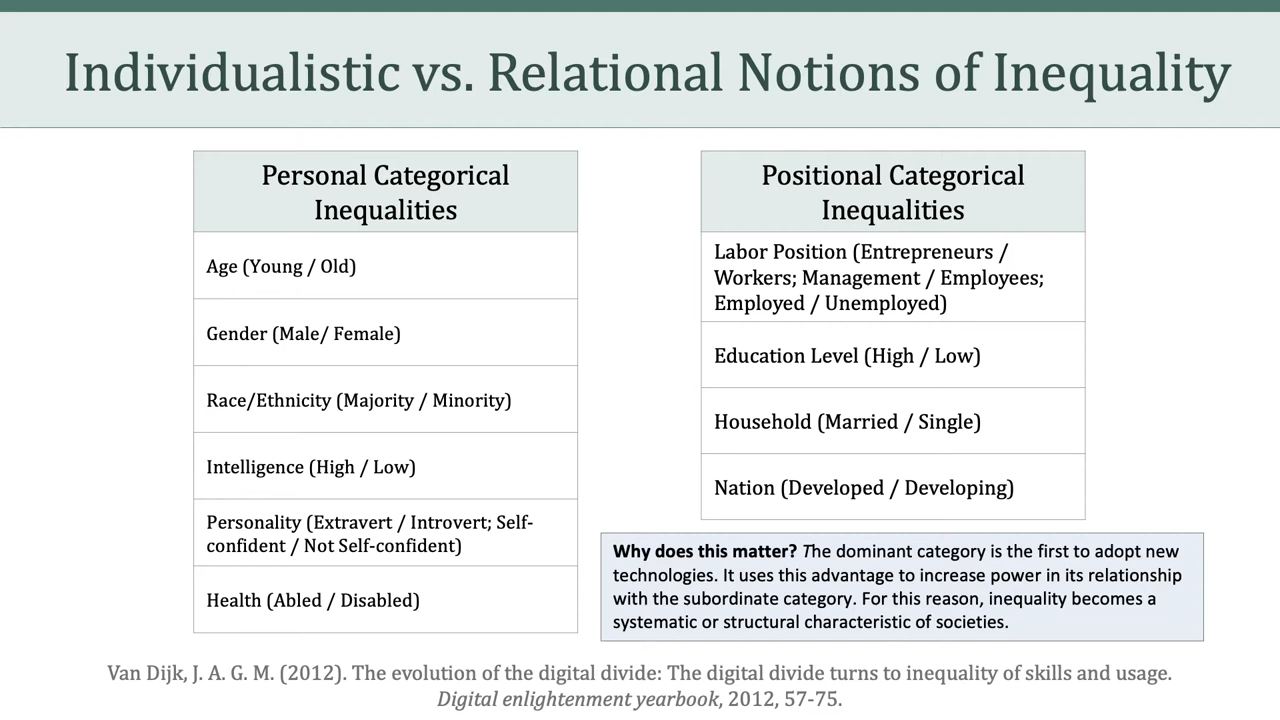 Individualistic vs. Relational Notions of Inequality
Personal Categorical
Inequalities
Age (Young / Old)
Gender (Male/ Female)
Race/Ethnicity (Majority / Minority)
Intelligence (High / Low)
Personality (Extravert / Introvert; Self-
confident / Not Self-confident)
Health (Abled / Disabled)
Positional Categorical
Inequalities
Labor Position (Entrepreneurs /
Workers; Management / Employees;
Employed / Unemployed)
Education Level (High / Low)
Household (Married / Single)
Nation (Developed / Developing)
Why does this matter? The dominant category is the first to adopt new
technologies. It uses this advantage to increase power in its relationship
with the subordinate category. For this reason, inequality becomes a
systematic or structural characteristic of societies.
Van Dijk, J. A. G. M. (2012). The evolution of the digital divide: The digital divide turns to inequality of skills and usage.
Digital enlightenment yearbook, 2012, 57-75.